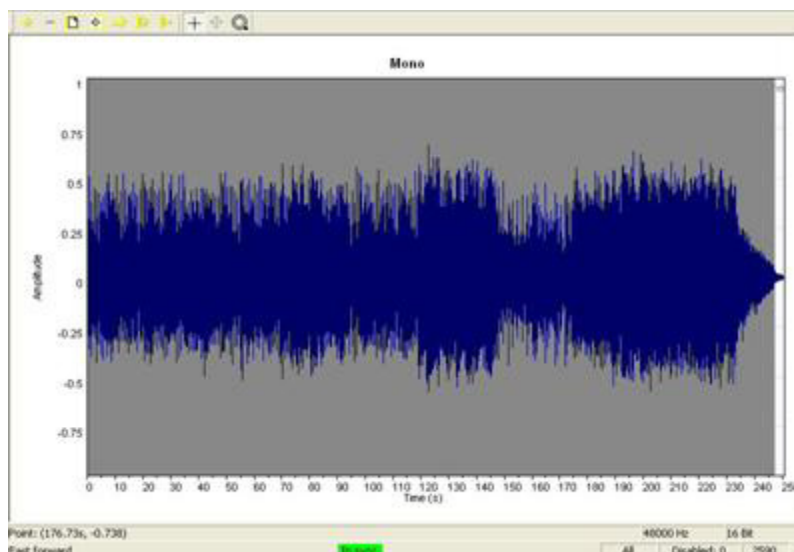 Mono
1
0.75
0.5
0.25
0
-0.25
-0.5
-0.75
Amplitude
0 10 20 30 40 50 60 70 80 90 100 110 120 130 140 150 160 170 180 190 200 210 220 230 240 25
Time (s)
Point: (176.73s, -0.738) 48000 Hz 16 Bit
Fast forward In sync All Disabled: 0 2590